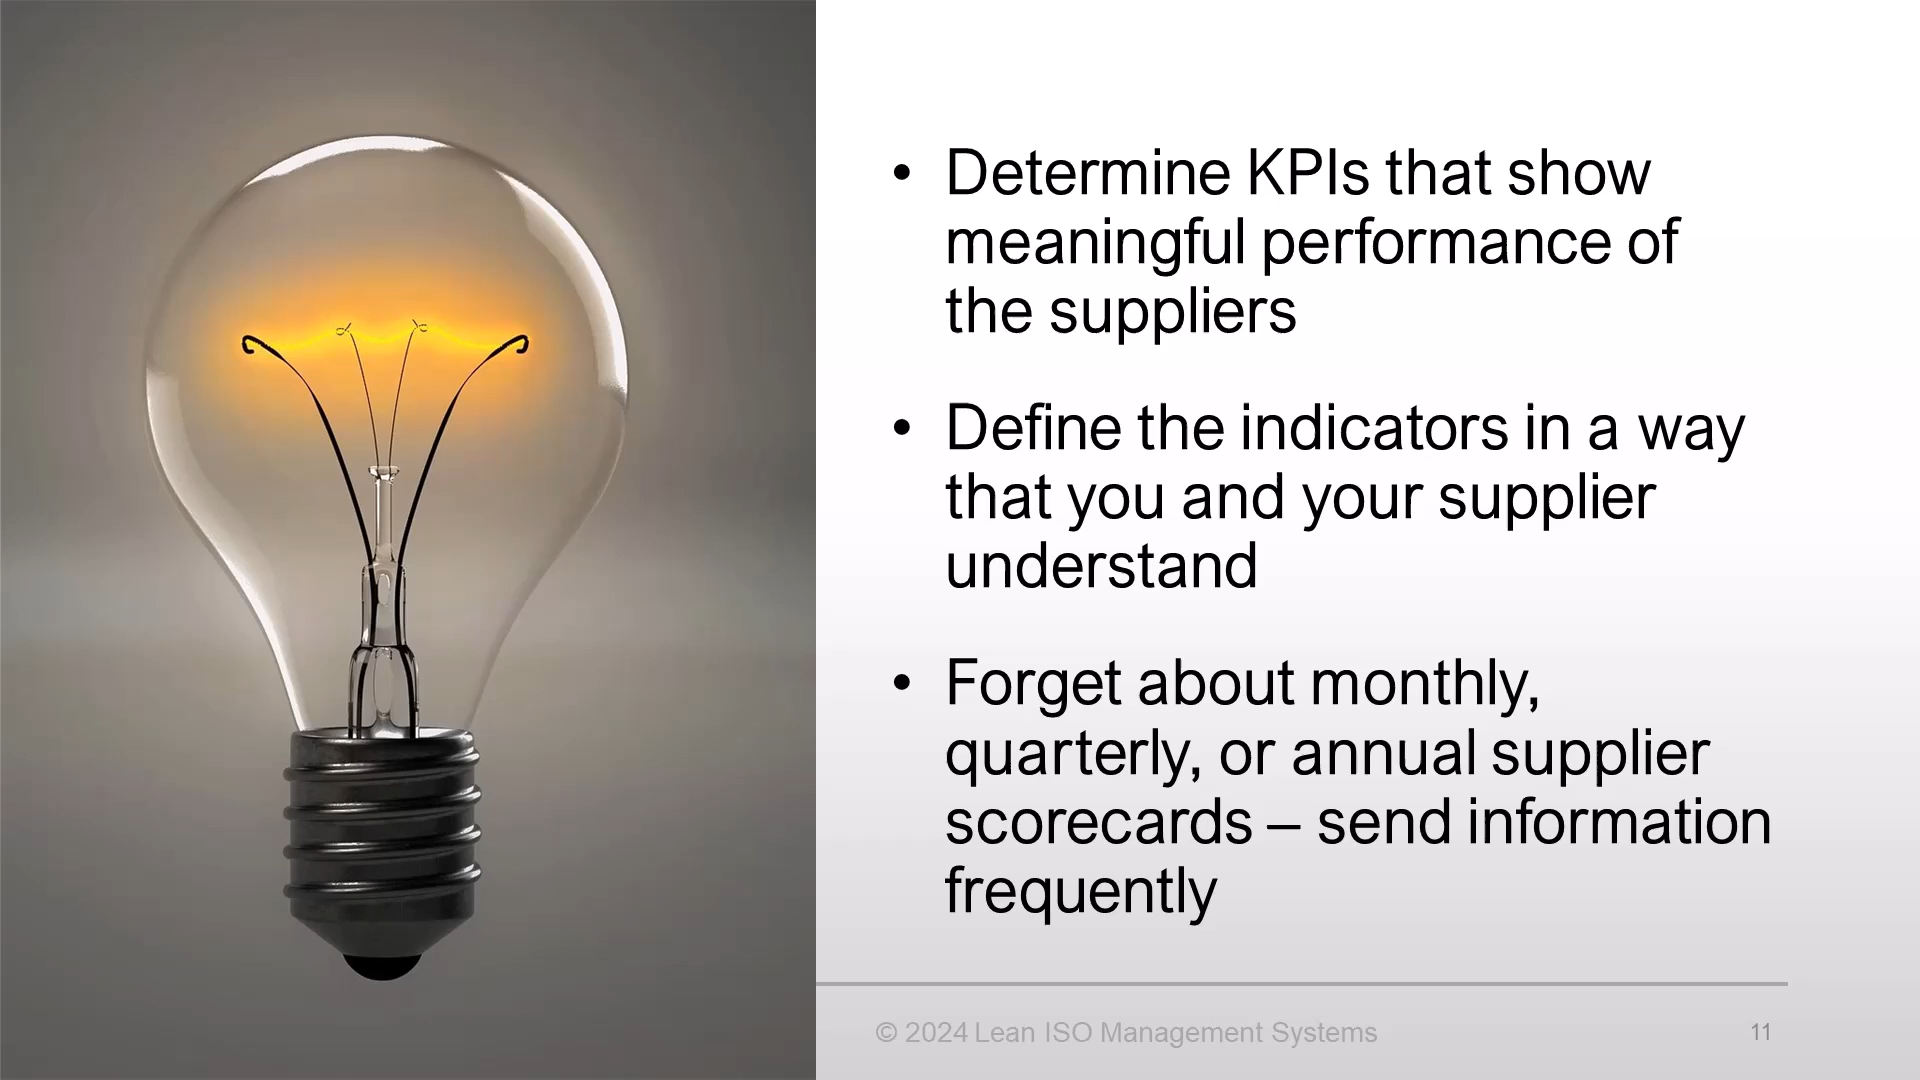 • Determine KPIs that show
meaningful performance of
the suppliers
• Define the indicators in a way
that you and your supplier
understand
• Forget about monthly,
quarterly, or annual supplier
scorecards – send information
frequently
© 2024 Lean ISO Management Systems
11